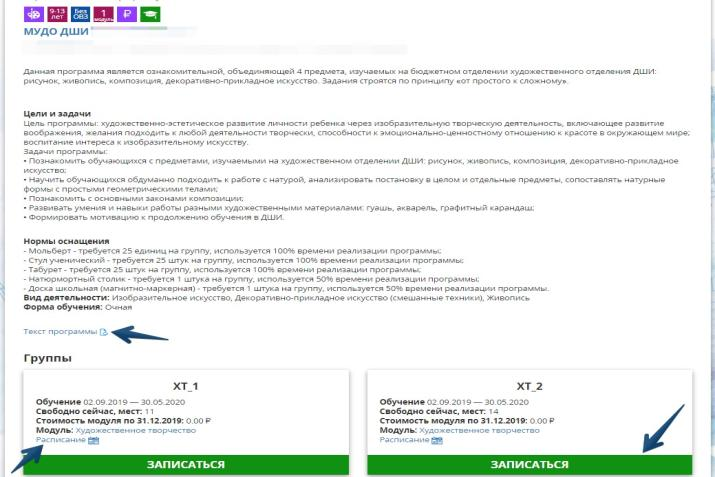 9-13 лет
Без ОВЗ
1 модуль
₽
МУДО ДШИ
Данная программа является ознакомительной, объединяющей 4 предмета, изучаемых на бюджетном отделении художественного отделения ДШИ:
рисунок, живопись, композиция, декоративно-прикладное искусство. Задания строятся по принципу «от простого к сложному».
Цели и задачи
Цель программы: художественно-эстетическое развитие личности ребенка через изобразительную творческую деятельность, включающее развитие
воображения, желания подходить к любой деятельности творчески, способности к эмоционально-ценностному отношению к красоте в окружающем мире;
воспитание интереса к изобразительному искусству.
Задачи программы:
• Познакомить обучающихся с предметами, изучаемыми на художественном отделении ДШИ: рисунок, живопись, композиция, декоративно-прикладное
искусство;
• Научить обучающихся обдуманно подходить к работе с натурой, анализировать постановку в целом и отдельные предметы, сопоставлять натурные
формы с простыми геометрическими телами;
• Познакомить с основными законами композиции;
• Развивать умения и навыки работы разными художественными материалами: гуашь, акварель, графитный карандаш;
• Формировать мотивацию к продолжению обучения в ДШИ.
Нормы оснащения
- Мольберт - требуется 25 единиц на группу, используется 100% времени реализации программы;
- Стул ученический - требуется 25 штук на группу, используется 100% времени реализации программы;
- Табурет - требуется 25 штук на группу, используется 100% времени реализации программы;
- Натюрмортный столик - требуется 1 штука на группу, используется 50% времени реализации программы;
- Доска школьная (магнитно-маркерная) - требуется 1 штука на группу, используется 50% времени реализации программы.
Вид деятельности: Изобразительное искусство, Декоративно-прикладное искусство (смешанные техники), Живопись
Форма обучения: Очная
Текст программы
Группы
ХТ_1
Обучение 02.09.2019 — 30.05.2020
Свободно сейчас, мест: 11
Стоимость модуля по 31.12.2019: 0.00 ₽
Модуль: Художественное творчество
Расписание
ЗАПИСАТЬСЯ
ХТ_2
Обучение 02.09.2019 — 30.05.2020
Свободно сейчас, мест: 14
Стоимость модуля по 31.12.2019: 0.00 ₽
Модуль: Художественное творчество
Расписание
ЗАПИСАТЬСЯ